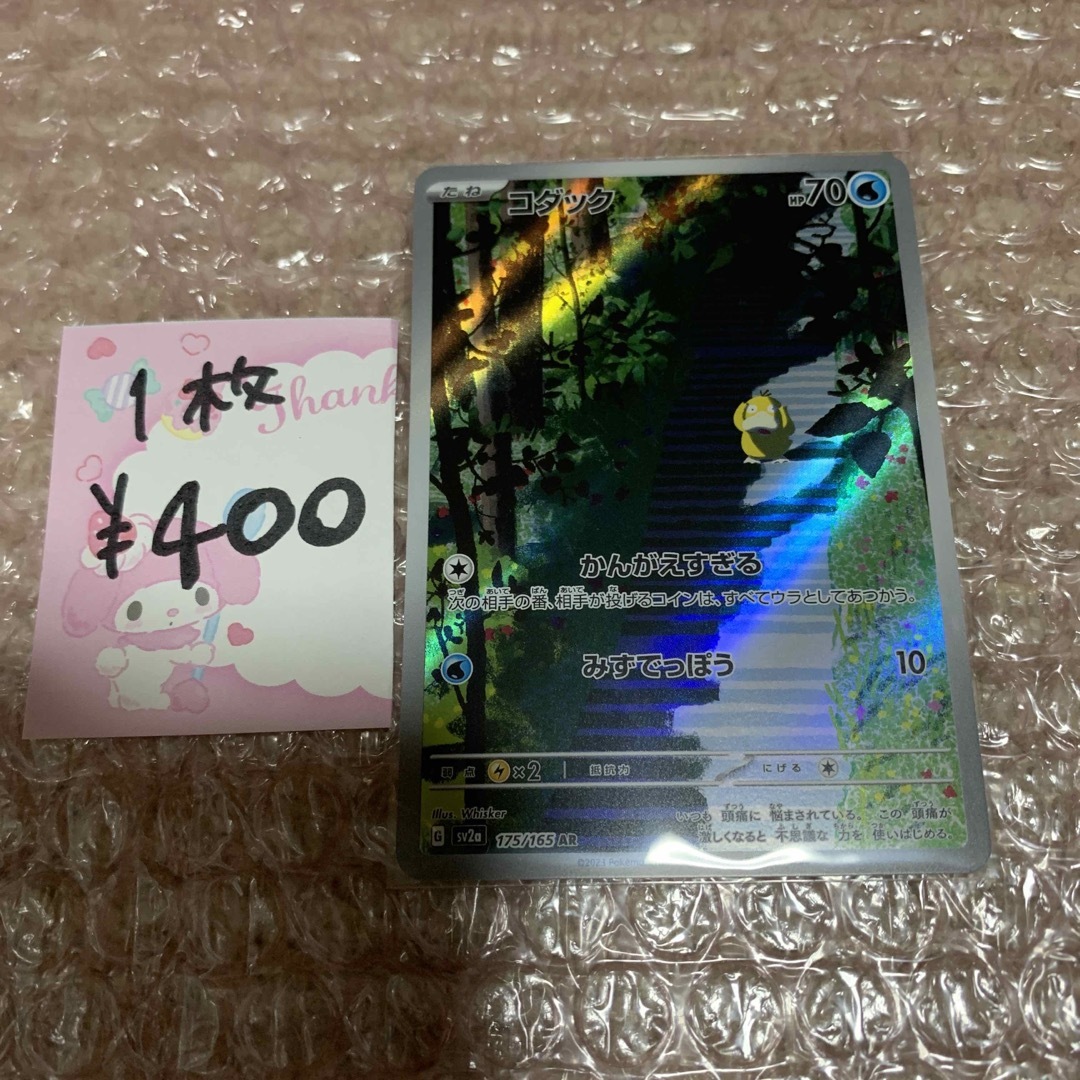 1枚
Thank
¥400
たね
コダック
HP70
かんがえすぎる
次の相手の番、相手が投げるコインは、すべてウラとしてあつかう。
みずでっぽう 10
弱点 ×2 抵抗力 にげる
Illus. Whisker
いつも 頭痛に 悩まされている。 この 頭痛が
激しくなると 不思議な 力を 使いはじめる。
G sv2a 175/165 AR
©2023 Pokémon